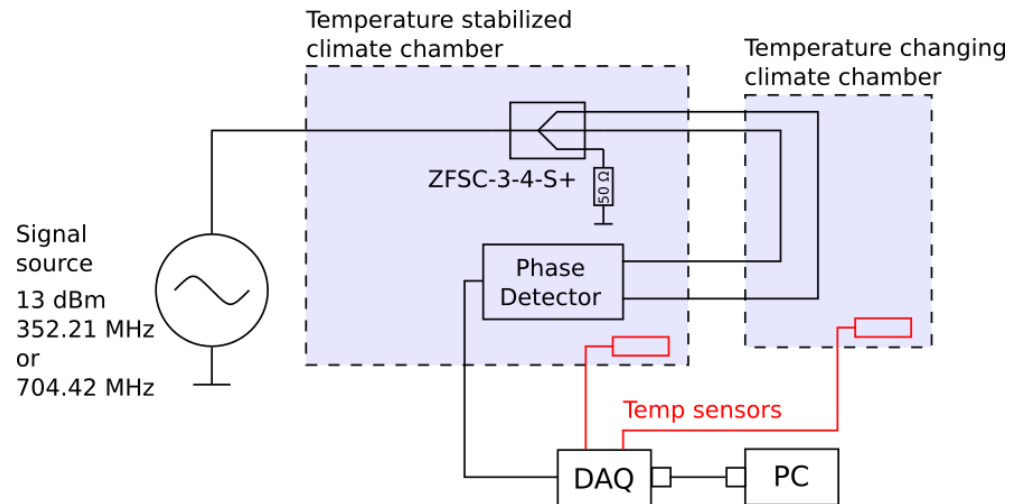 Temperature stabilized
climate chamber
Temperature changing
climate chamber
ZFSC-3-4-S+
50 Ω
Signal
source
13 dBm
352.21 MHz
or
704.42 MHz
Phase
Detector
Temp sensors
DAQ
PC